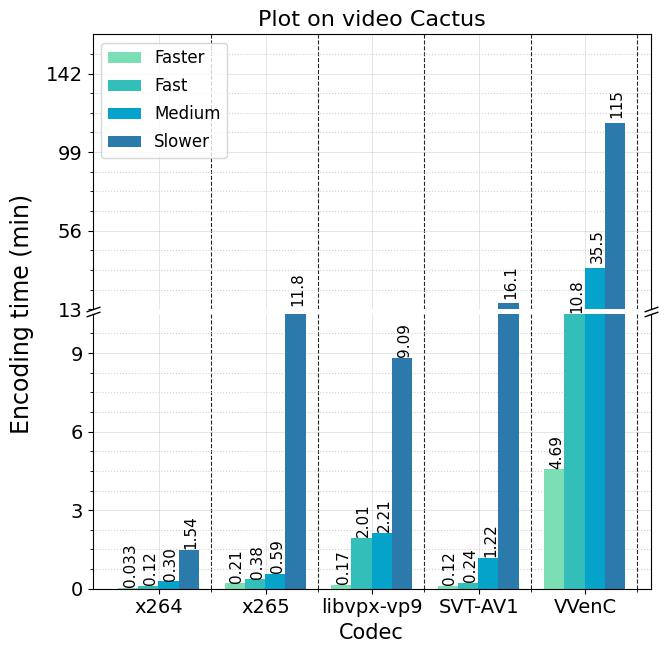 Plot on video Cactus
Faster
Fast
Medium
Slower
Encoding time (min)
142
99
56
13
9
6
3
0
0.033
0.12
0.30
1.54
0.21
0.38
0.59
11.8
0.17
2.01
2.21
9.09
0.12
0.24
1.22
16.1
4.69
10.8
35.5
115
x264
x265
libvpx-vp9
SVT-AV1
VVenC
Codec